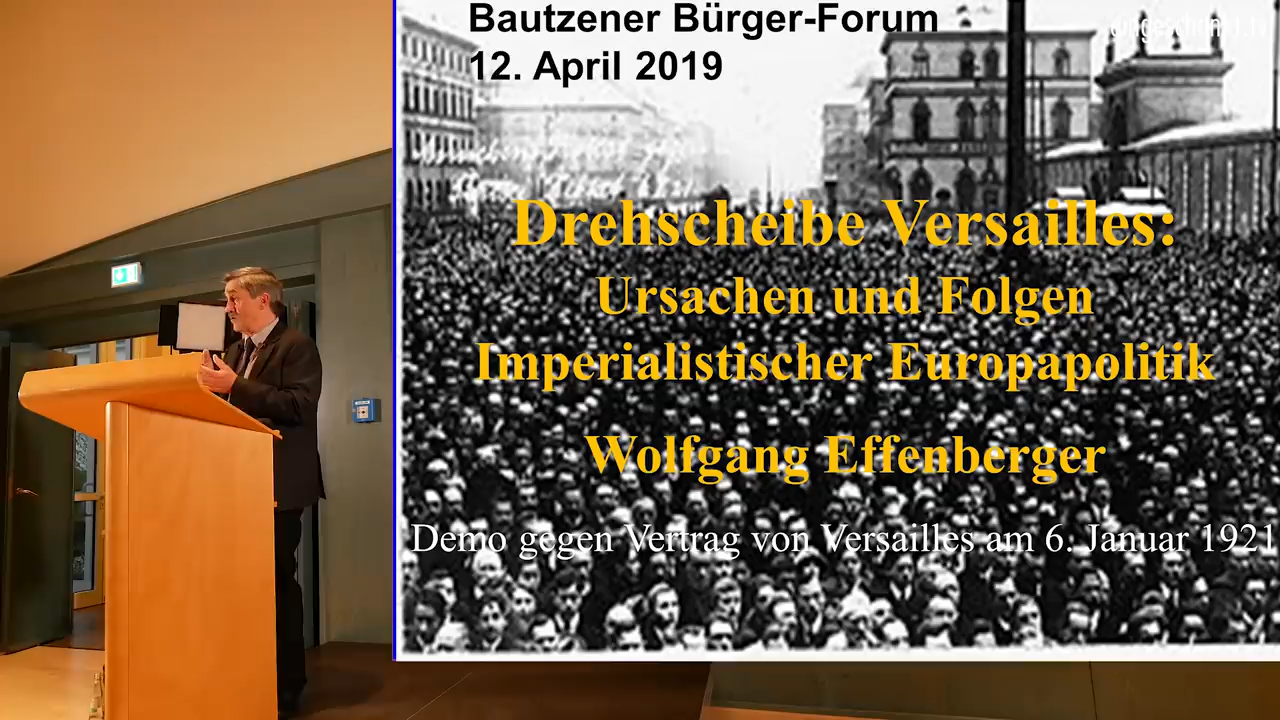 Bautzener Bürger-Forum
12. April 2019
Drehscheibe Versailles:
Ursachen und Folgen
Imperialistischer Europapolitik
Wolfgang Effenberger
Demo gegen Vertrag von Versailles am 6. Januar 1921